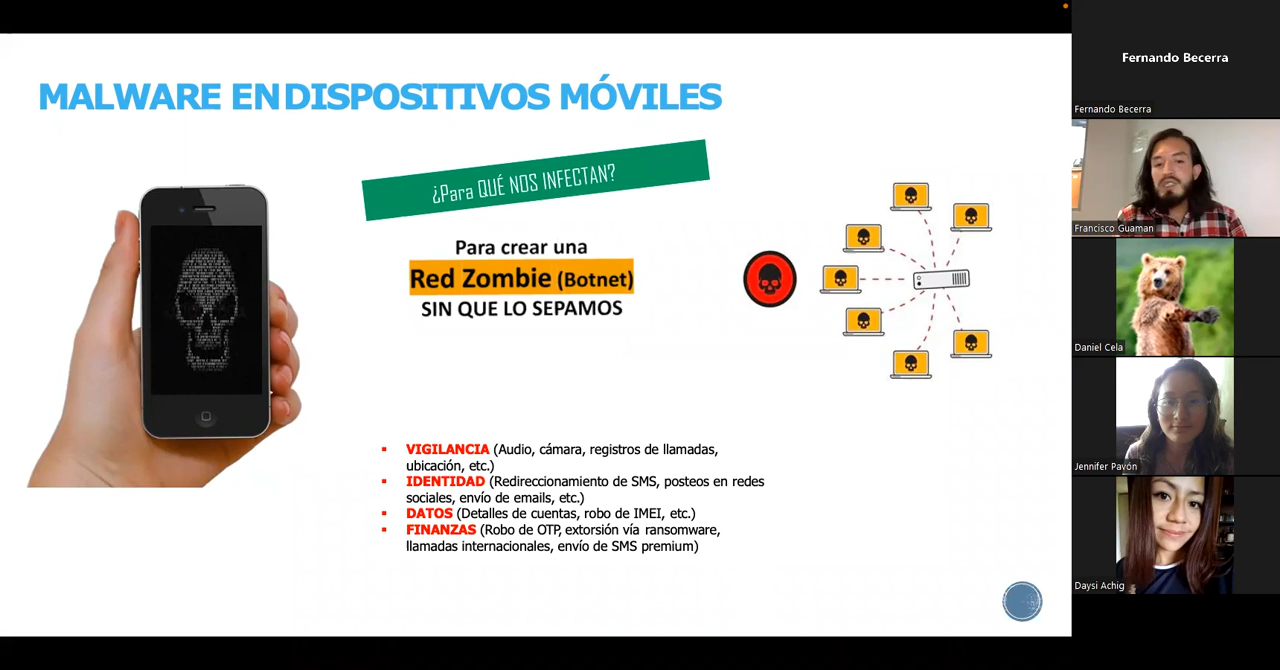 MALWARE EN DISPOSITIVOS MÓVILES
¿Para QUÉ NOS INFECTAN?
Para crear una
Red Zombie (Botnet)
SIN QUE LO SEPAMOS
▪ VIGILANCIA (Audio, cámara, registros de llamadas,
ubicación, etc.)
▪ IDENTIDAD (Redireccionamiento de SMS, posteos en redes
sociales, envío de emails, etc.)
▪ DATOS (Detalles de cuentas, robo de IMEI, etc.)
▪ FINANZAS (Robo de OTP, extorsión vía ransomware,
llamadas internacionales, envío de SMS premium)
Fernando Becerra
Fernando Becerra
Francisco Guaman
Daniel Cela
Jennifer Pavón
Daysi Achig